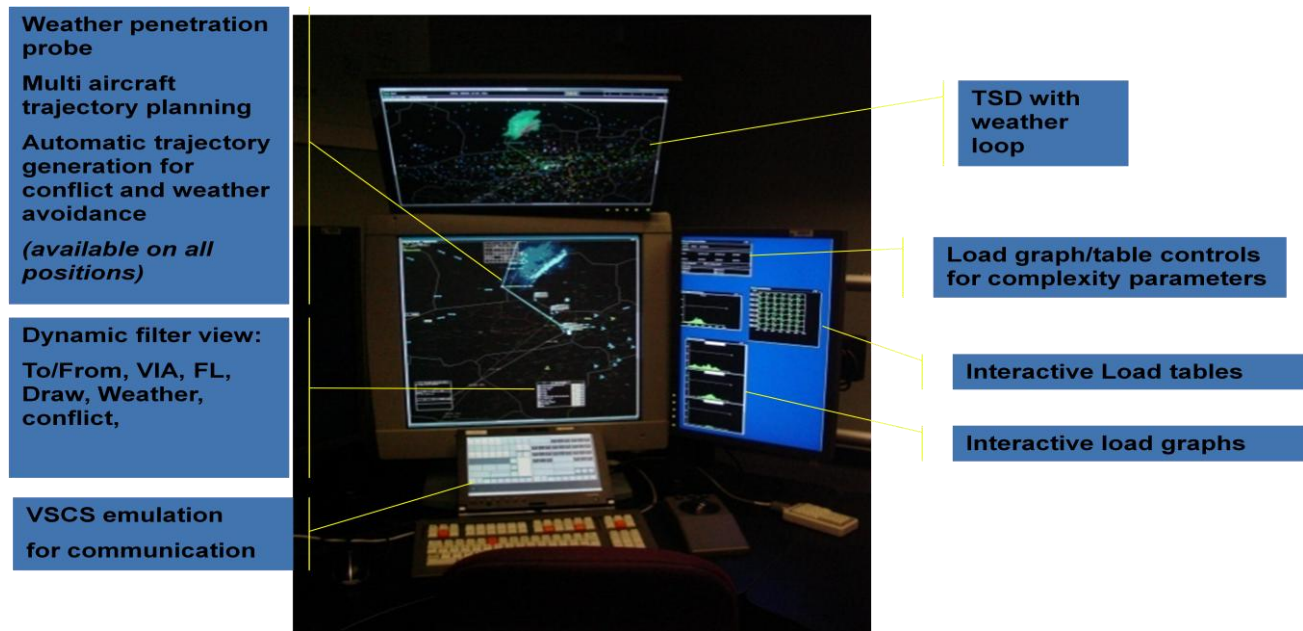 Weather penetration
probe
Multi aircraft
trajectory planning
Automatic trajectory
generation for
conflict and weather
avoidance
(available on all
positions)
Dynamic filter view:
To/From, VIA, FL,
Draw, Weather,
conflict,
VSCS emulation
for communication
TSD with
weather
loop
Load graph/table controls
for complexity parameters
Interactive Load tables
Interactive load graphs